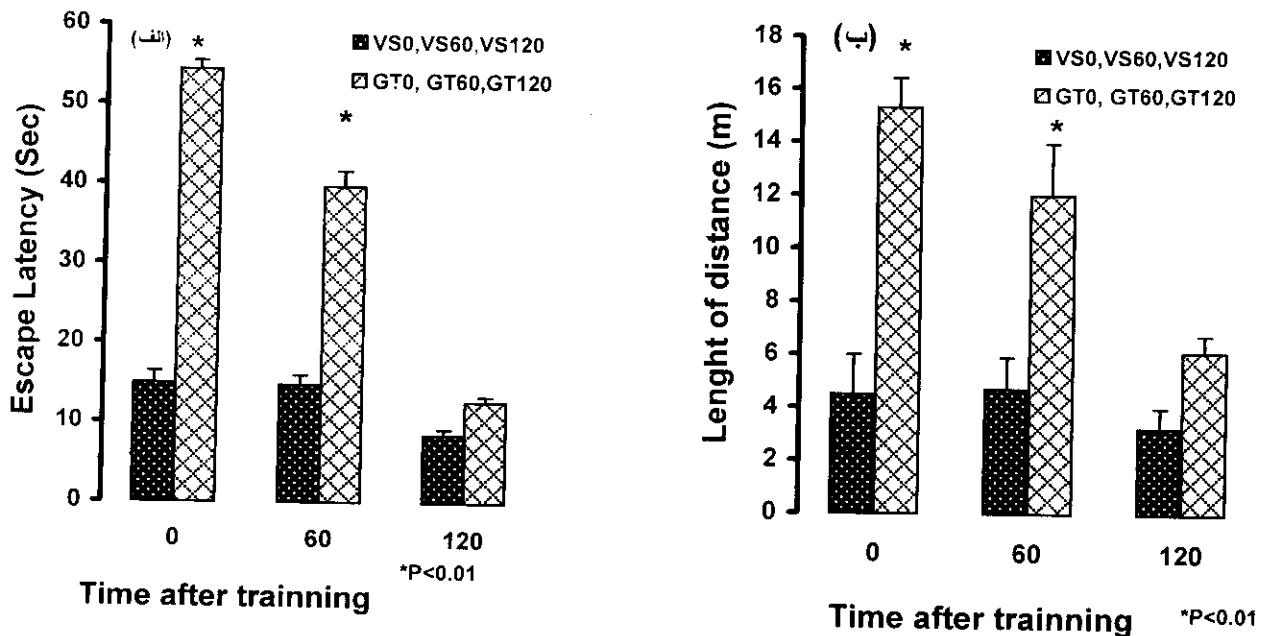 (الف)
*
*
VS0,VS60,VS120
GT0, GT60,GT120
Escape Latency (Sec)
60
50
40
30
20
10
0
0
60
120
*P<0.01
Time after trainning
(ب)
*
*
VS0,VS60,VS120
GT0, GT60,GT120
Lenght of distance (m)
18
16
14
12
10
8
6
4
2
0
0
60
120
Time after trainning
*P<0.01